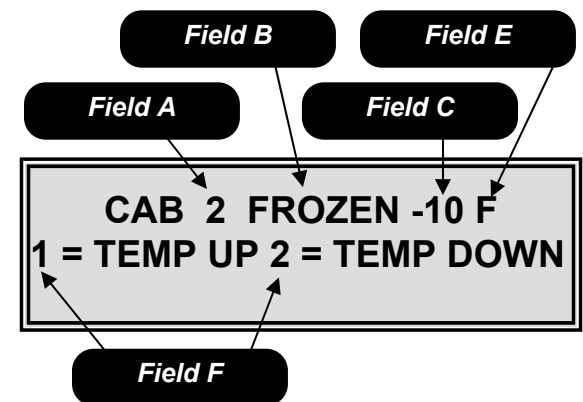 Field B Field E
Field A Field C
CAB 2 FROZEN -10 F
1 = TEMP UP 2 = TEMP DOWN
Field F